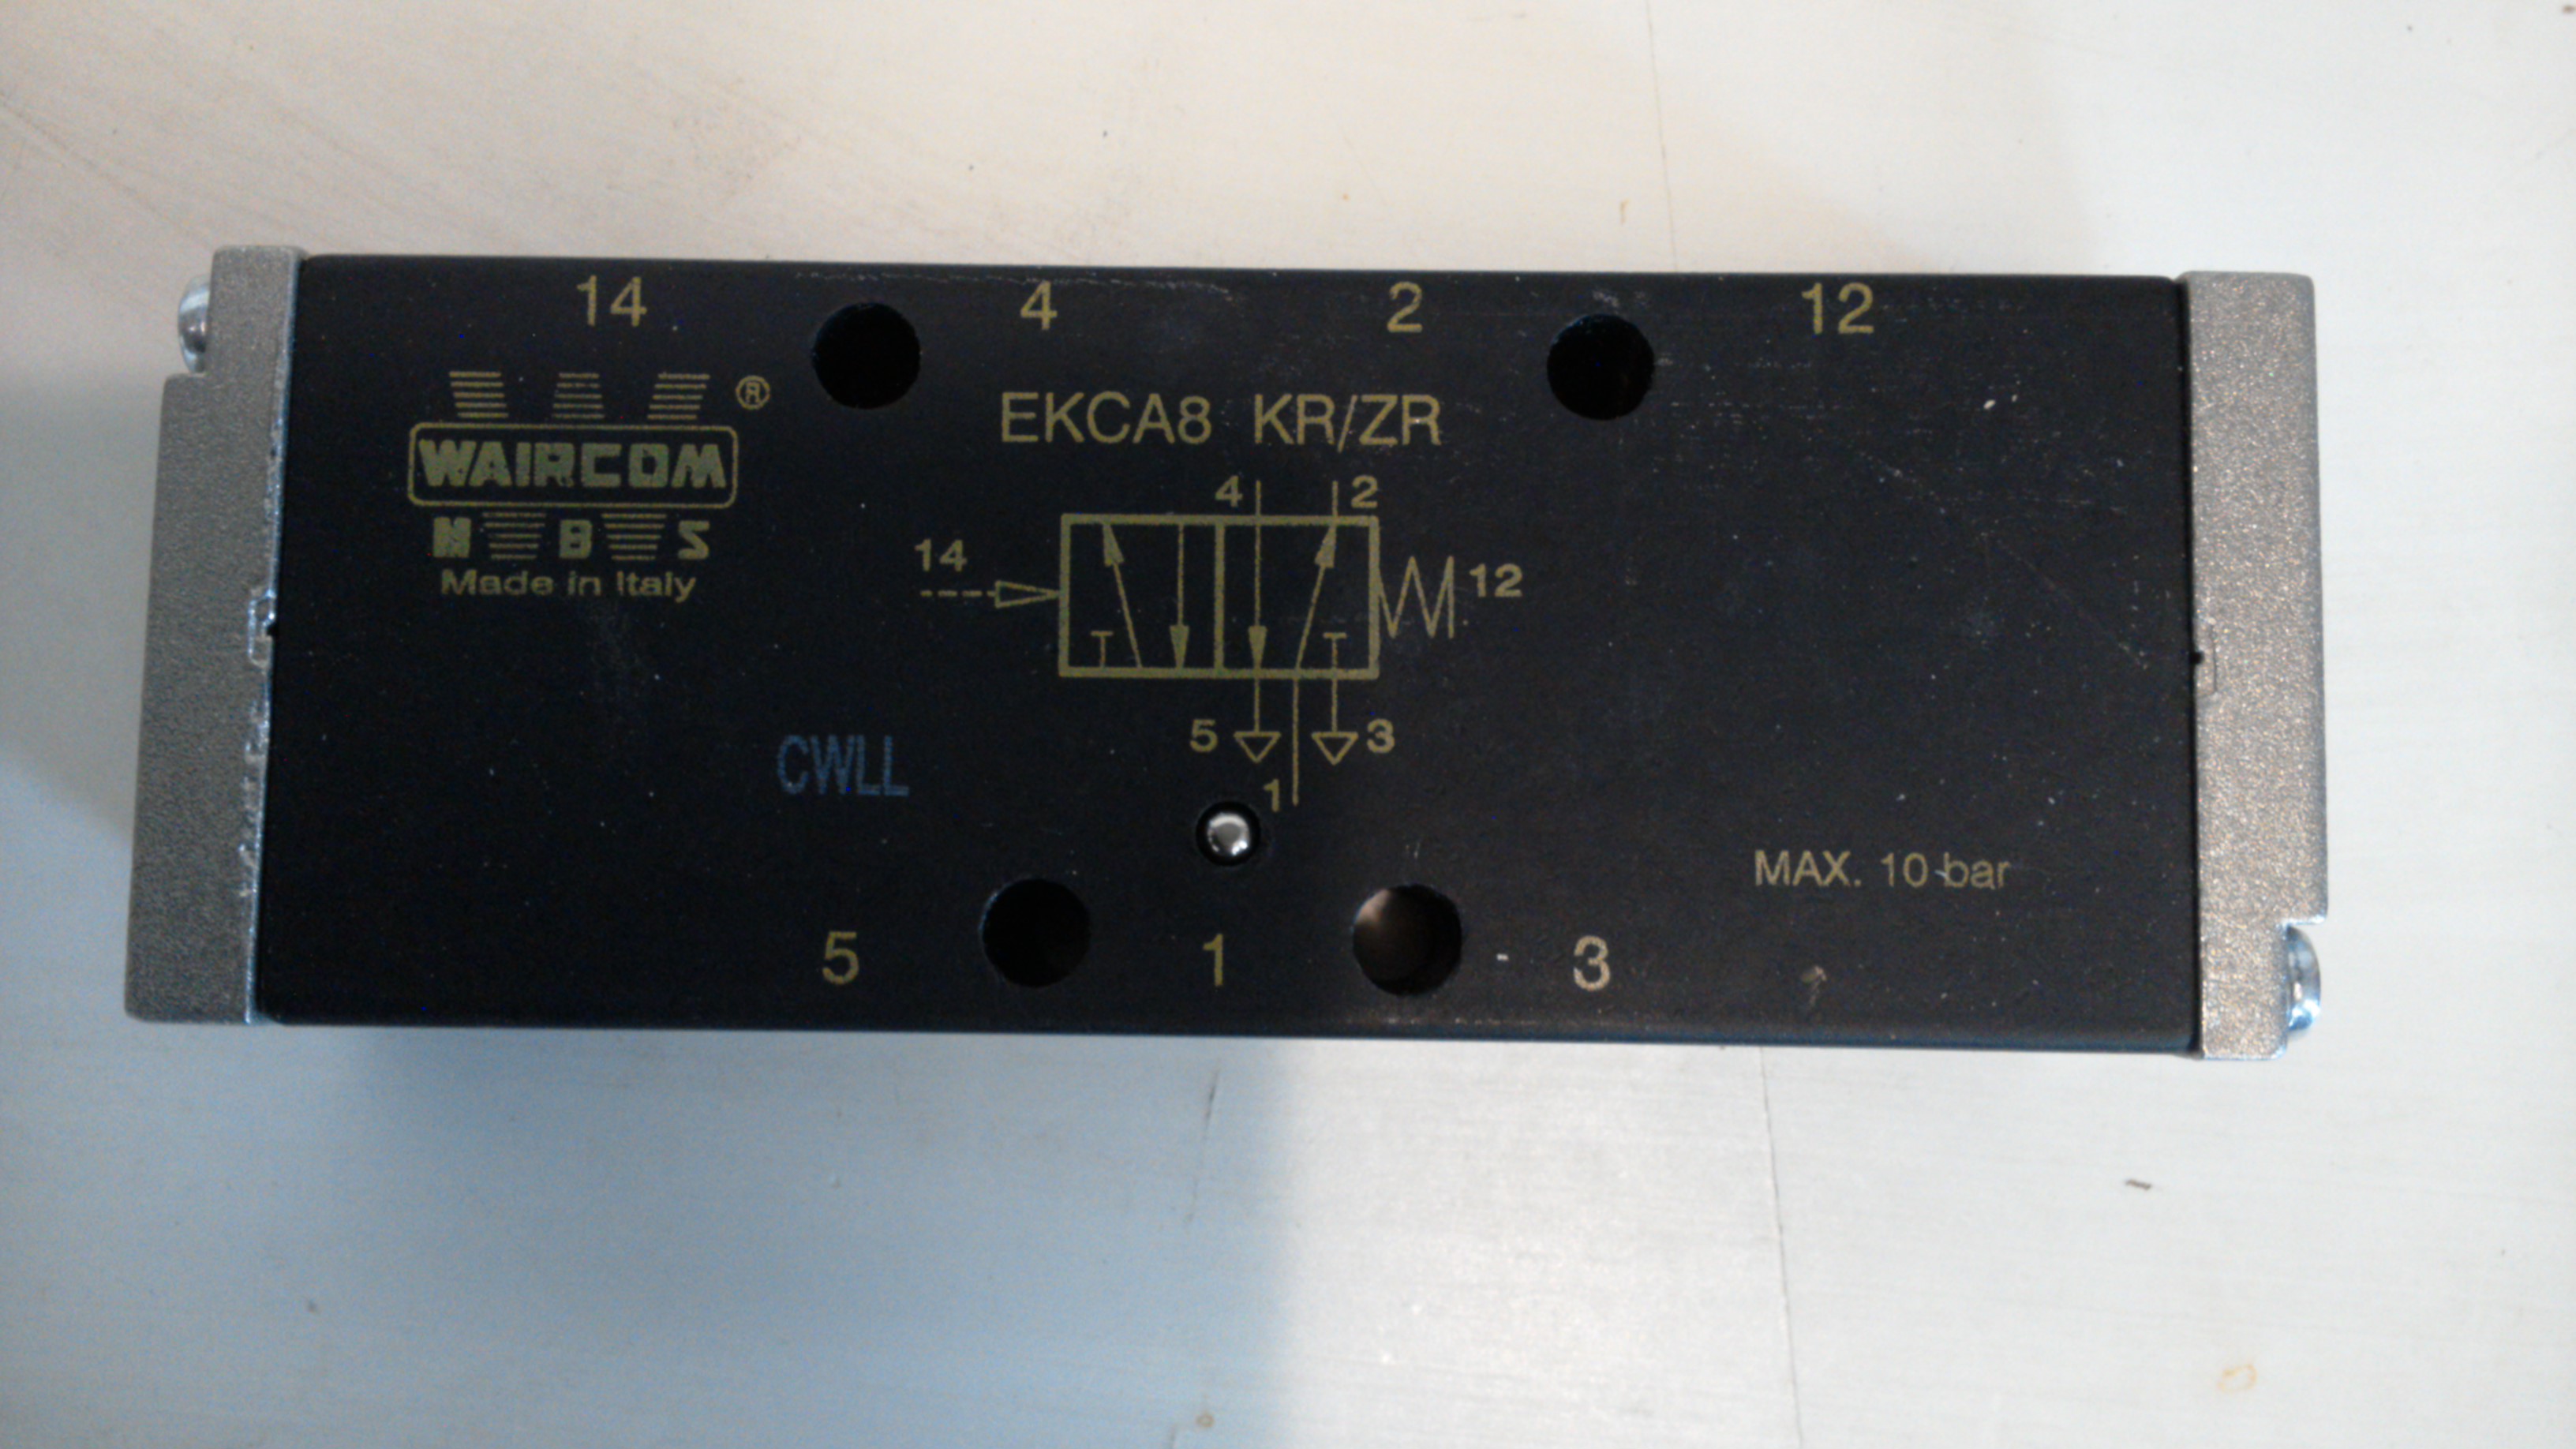 14 4 2 12
®
WAIRCOM
M B S
Made in Italy
EKCA8 KR/ZR
4 2
14
12
5 3
1
CWLL
MAX. 10 bar
5 1 3